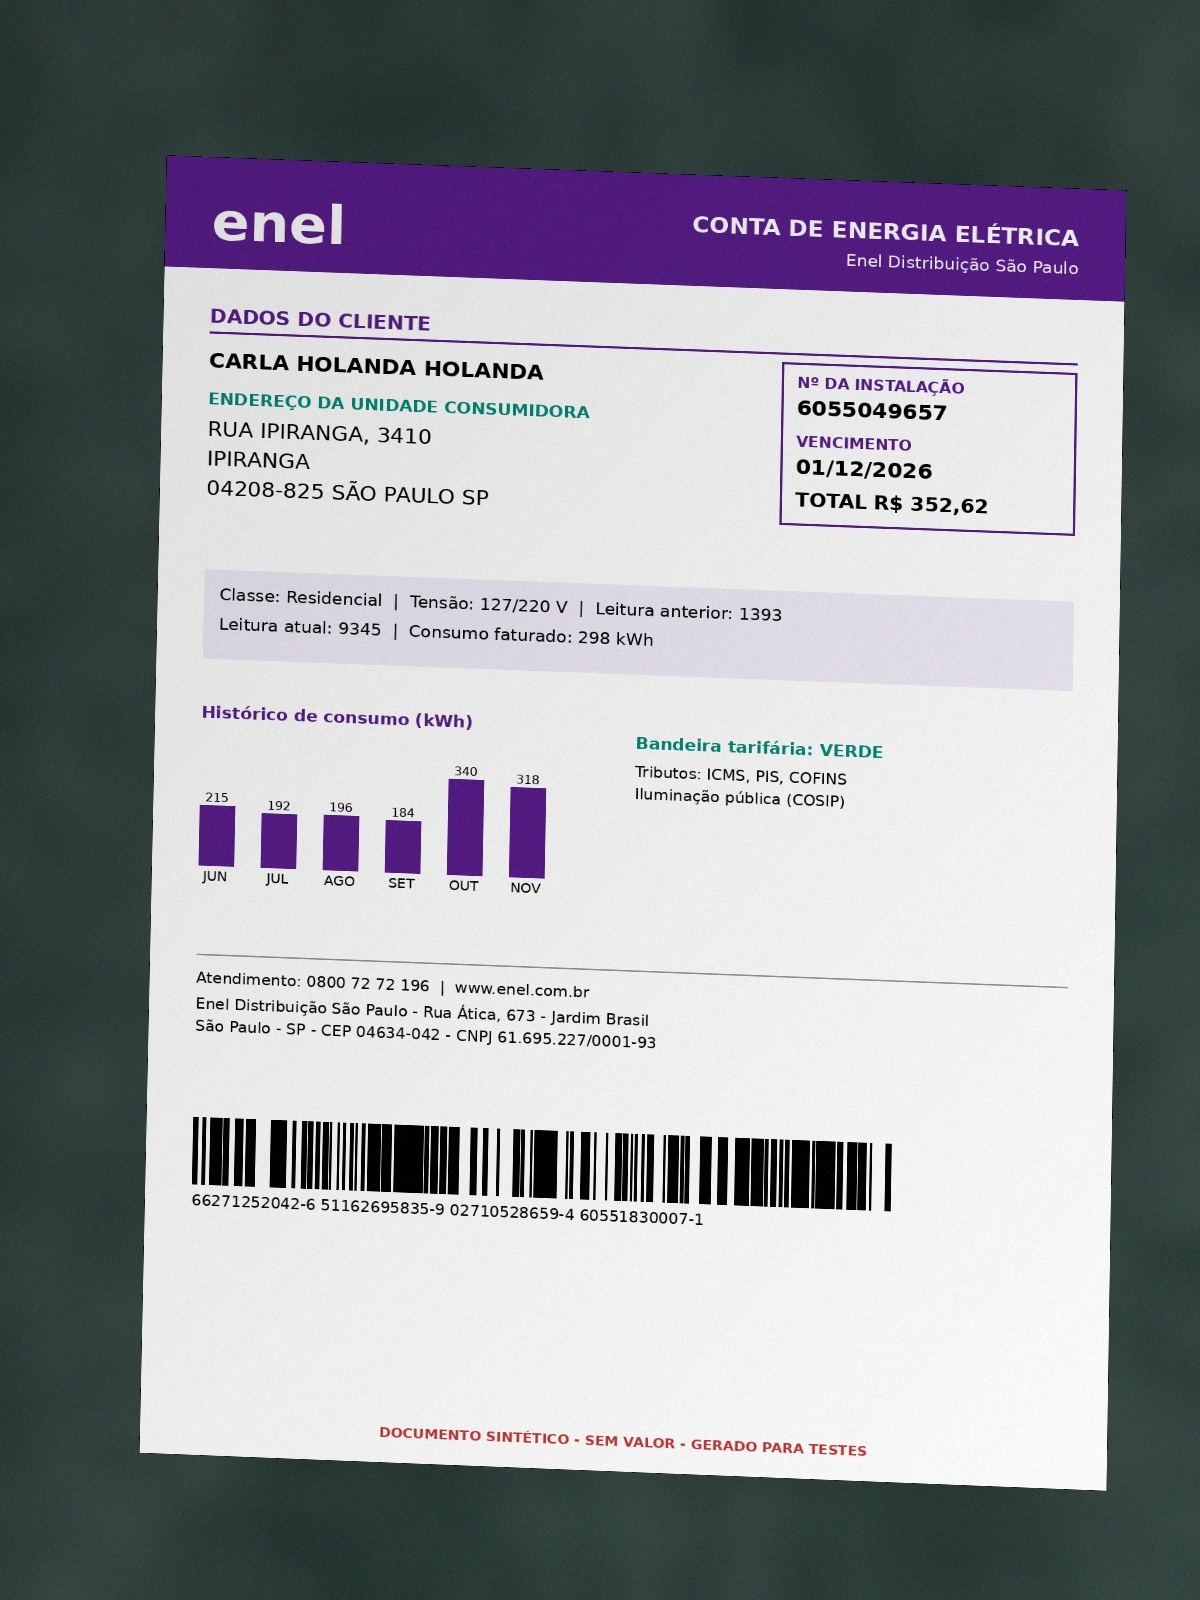 enel
CONTA DE ENERGIA ELÉTRICA
Enel Distribuição São Paulo
DADOS DO CLIENTE
CARLA HOLANDA HOLANDA
ENDEREÇO DA UNIDADE CONSUMIDORA
RUA IPIRANGA, 3410
IPIRANGA
04208-825 SÃO PAULO SP
Nº DA INSTALAÇÃO
6055049657
VENCIMENTO
01/12/2026
TOTAL R$ 352,62
Classe: Residencial | Tensão: 127/220 V | Leitura anterior: 1393
Leitura atual: 9345 | Consumo faturado: 298 kWh
Histórico de consumo (kWh)
215 192 196 184 340 318
JUN JUL AGO SET OUT NOV
Bandeira tarifária: VERDE
Tributos: ICMS, PIS, COFINS
Iluminação pública (COSIP)
Atendimento: 0800 72 72 196 | www.enel.com.br
Enel Distribuição São Paulo - Rua Ática, 673 - Jardim Brasil
São Paulo - SP - CEP 04634-042 - CNPJ 61.695.227/0001-93
66271252042-6 51162695835-9 02710528659-4 60551830007-1
DOCUMENTO SINTÉTICO - SEM VALOR - GERADO PARA TESTES